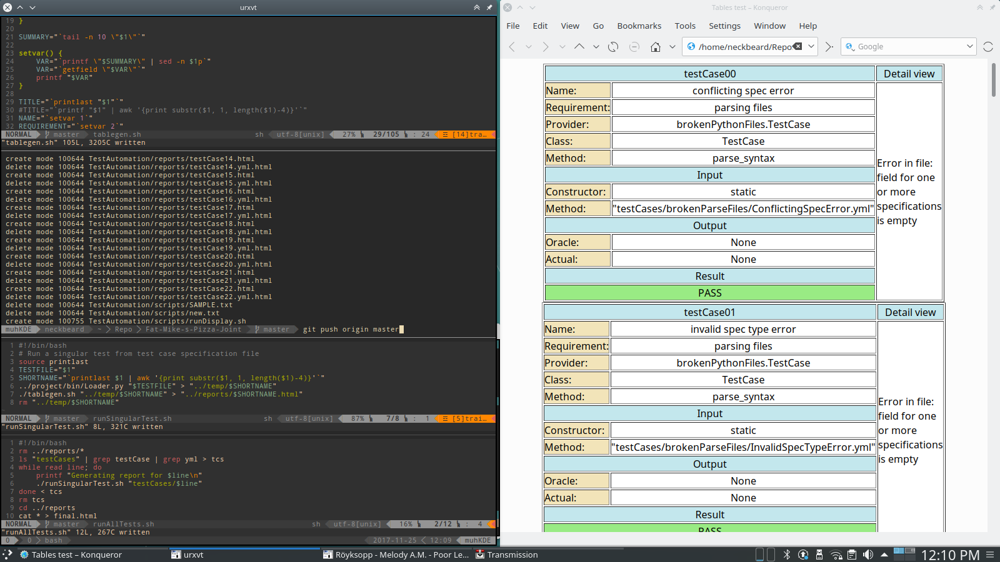 urxvt
19 }
20
21 SUMMARY="`tail -n 10 \"$1\"`"
22
23 setvar() {
24     VAR="`printf \"$SUMMARY\" | sed -n $1p`"
25     VAR="`getfield \"$VAR\"`"
26     printf "$VAR"
27 }
28
29 TITLE="`printlast "$1"`"
30 #TITLE="`printf "$1" | awk '{print substr($1, 1, length($1)-4)}'`"
31 NAME="`setvar 1`"
32 REQUIREMENT="`setvar 2`"
NORMAL master tablegen.sh sh utf-8[unix] 27% 29/105 : 24 [14]tra…
"tablegen.sh" 105L, 3205C written
create mode 100644 TestAutomation/reports/testCase14.html
delete mode 100644 TestAutomation/reports/testCase14.yml.html
create mode 100644 TestAutomation/reports/testCase15.html
delete mode 100644 TestAutomation/reports/testCase15.yml.html
create mode 100644 TestAutomation/reports/testCase16.html
delete mode 100644 TestAutomation/reports/testCase16.yml.html
create mode 100644 TestAutomation/reports/testCase17.html
delete mode 100644 TestAutomation/reports/testCase17.yml.html
create mode 100644 TestAutomation/reports/testCase18.html
delete mode 100644 TestAutomation/reports/testCase18.yml.html
create mode 100644 TestAutomation/reports/testCase19.html
delete mode 100644 TestAutomation/reports/testCase19.yml.html
create mode 100644 TestAutomation/reports/testCase20.html
delete mode 100644 TestAutomation/reports/testCase20.yml.html
create mode 100644 TestAutomation/reports/testCase21.html
delete mode 100644 TestAutomation/reports/testCase21.yml.html
create mode 100644 TestAutomation/reports/testCase22.html
delete mode 100644 TestAutomation/reports/testCase22.yml.html
delete mode 100644 TestAutomation/scripts/SAMPLE.txt
delete mode 100644 TestAutomation/scripts/new.txt
create mode 100755 TestAutomation/scripts/runDisplay.sh
muhKDE neckbeard ~ Repo Fat-Mike-s-Pizza-Joint master git push origin master
1 #!/bin/bash
2 # Run a singular test from test case specification file
3 source printlast
4 TESTFILE="$1"
5 SHORTNAME="`printlast $1 | awk '{print substr($1, 1, length($1)-4)}'`"
6 ../project/bin/Loader.py "$TESTFILE" > "../temp/$SHORTNAME"
7 ./tablegen.sh "../temp/$SHORTNAME" > "../reports/$SHORTNAME.html"
8 rm "../temp/$SHORTNAME"
NORMAL master runSingularTest.sh sh utf-8[unix] 87% 7/8 : 1 [5]trai…
"runSingularTest.sh" 8L, 321C written
1 #!/bin/bash
2 rm ../reports/*
3 ls "testCases" | grep testCase | grep yml > tcs
4 while read line; do
5     printf "Generating report for $line\n"
6     ./runSingularTest.sh "testCases/$line"
7 done < tcs
8 rm tcs
9 cd ../reports
10 cat * > final.html
NORMAL master runAllTests.sh sh utf-8[unix] 16% 2/12 : 4
"runAllTests.sh" 12L, 267C written
0 0 bash 2017-11-25 12:09 muhKDE
Tables test – Konqueror
File Edit View Go Bookmarks Tools Settings Window Help
/home/neckbeard/Repo Google
testCase00 Detail view
Name: conflicting spec error
Requirement: parsing files
Provider: brokenPythonFiles.TestCase
Class: TestCase
Method: parse_syntax
Input
Constructor: static
Method: "testCases/brokenParseFiles/ConflictingSpecError.yml"
Output
Oracle: None
Actual: None
Result
PASS
Error in file:
field for one
or more
specifications
is empty
testCase01 Detail view
Name: invalid spec type error
Requirement: parsing files
Provider: brokenPythonFiles.TestCase
Class: TestCase
Method: parse_syntax
Input
Constructor: static
Method: "testCases/brokenParseFiles/InvalidSpecTypeError.yml"
Output
Oracle: None
Actual: None
Result
PASS
Error in file:
field for one
or more
specifications
is empty
Tables test – Konqueror urxvt Röyksopp - Melody A.M. - Poor Le... Transmission 12:10 PM